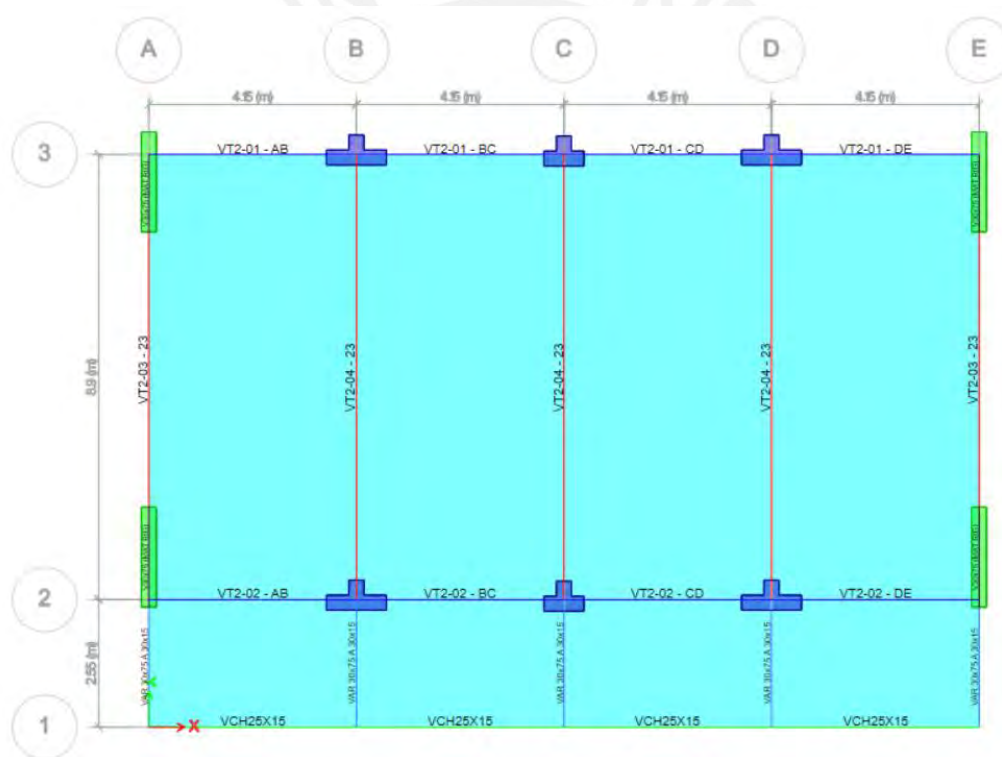 A B C D E
4.15 (m) 4.15 (m) 4.15 (m) 4.15 (m)
3
VT2-01 - AB VT2-01 - BC VT2-01 - CD VT2-01 - DE
8.9 (m)
VT2-03 - 23 VT2-04 - 23 VT2-04 - 23 VT2-04 - 23 VT2-03 - 23
2
VT2-02 - AB VT2-02 - BC VT2-02 - CD VT2-02 - DE
2.55 (m)
VAR 30x75 A 30x15 VAR 30x75 A 30x15 VAR 30x75 A 30x15 VAR 30x75 A 30x15 VAR 30x75 A 30x15
1
X
VCH25X15 VCH25X15 VCH25X15 VCH25X15